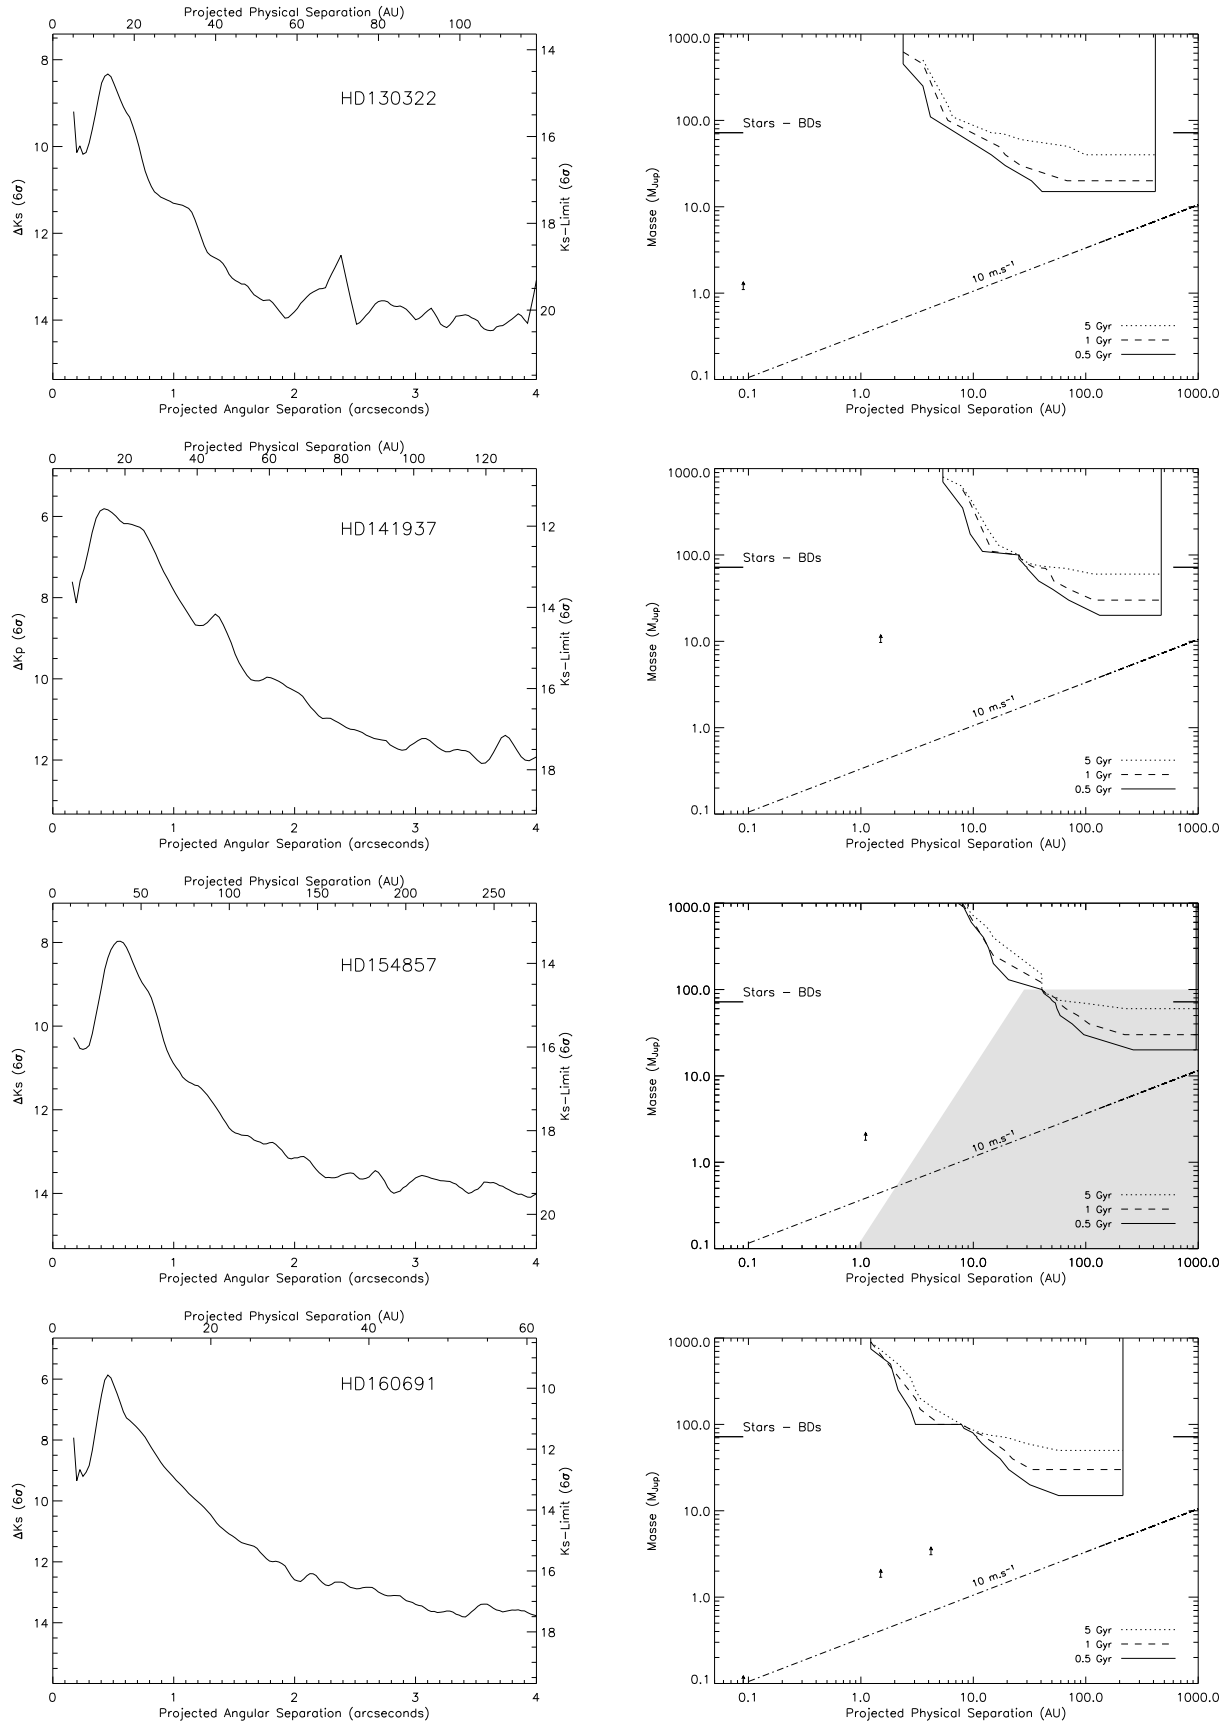 Projected Physical Separation (AU)
0 20 40 60 80 100
8 10 12 14
ΔKs (6σ)
HD130322
14 16 18 20
Ks-Limit (6σ)
0 1 2 3 4
Projected Angular Separation (arcseconds)
1000.0
100.0
10.0
1.0
0.1
Masse (MJup)
Stars - BDs
10 m.s⁻¹
5 Gyr
1 Gyr
0.5 Gyr
0.1 1.0 10.0 100.0 1000.0
Projected Physical Separation (AU)
Projected Physical Separation (AU)
0 20 40 60 80 100 120
6 8 10 12
ΔKp (6σ)
HD141937
12 14 16 18
Ks-Limit (6σ)
0 1 2 3 4
Projected Angular Separation (arcseconds)
1000.0
100.0
10.0
1.0
0.1
Masse (MJup)
Stars - BDs
10 m.s⁻¹
5 Gyr
1 Gyr
0.5 Gyr
0.1 1.0 10.0 100.0 1000.0
Projected Physical Separation (AU)
Projected Physical Separation (AU)
0 50 100 150 200 250
8 10 12 14
ΔKs (6σ)
HD154857
14 16 18 20
Ks-Limit (6σ)
0 1 2 3 4
Projected Angular Separation (arcseconds)
1000.0
100.0
10.0
1.0
0.1
Masse (MJup)
Stars - BDs
10 m.s⁻¹
5 Gyr
1 Gyr
0.5 Gyr
0.1 1.0 10.0 100.0 1000.0
Projected Physical Separation (AU)
Projected Physical Separation (AU)
0 20 40 60
6 8 10 12 14
ΔKs (6σ)
HD160691
10 12 14 16 18
Ks-Limit (6σ)
0 1 2 3 4
Projected Angular Separation (arcseconds)
1000.0
100.0
10.0
1.0
0.1
Masse (MJup)
Stars - BDs
10 m.s⁻¹
5 Gyr
1 Gyr
0.5 Gyr
0.1 1.0 10.0 100.0 1000.0
Projected Physical Separation (AU)